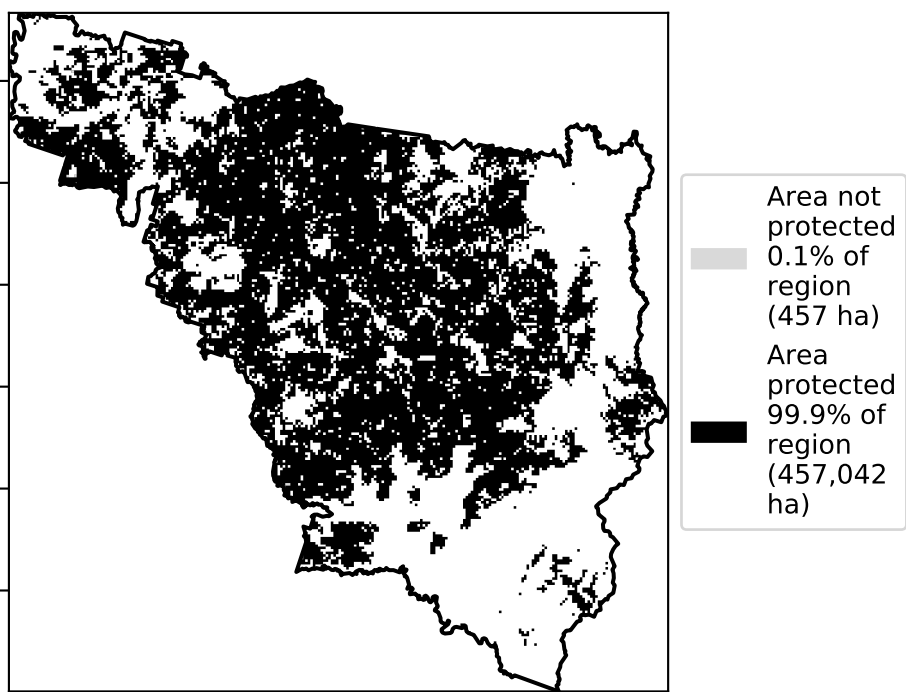 Area not
protected
0.1% of
region
(457 ha)
Area
protected
99.9% of
region
(457,042
ha)